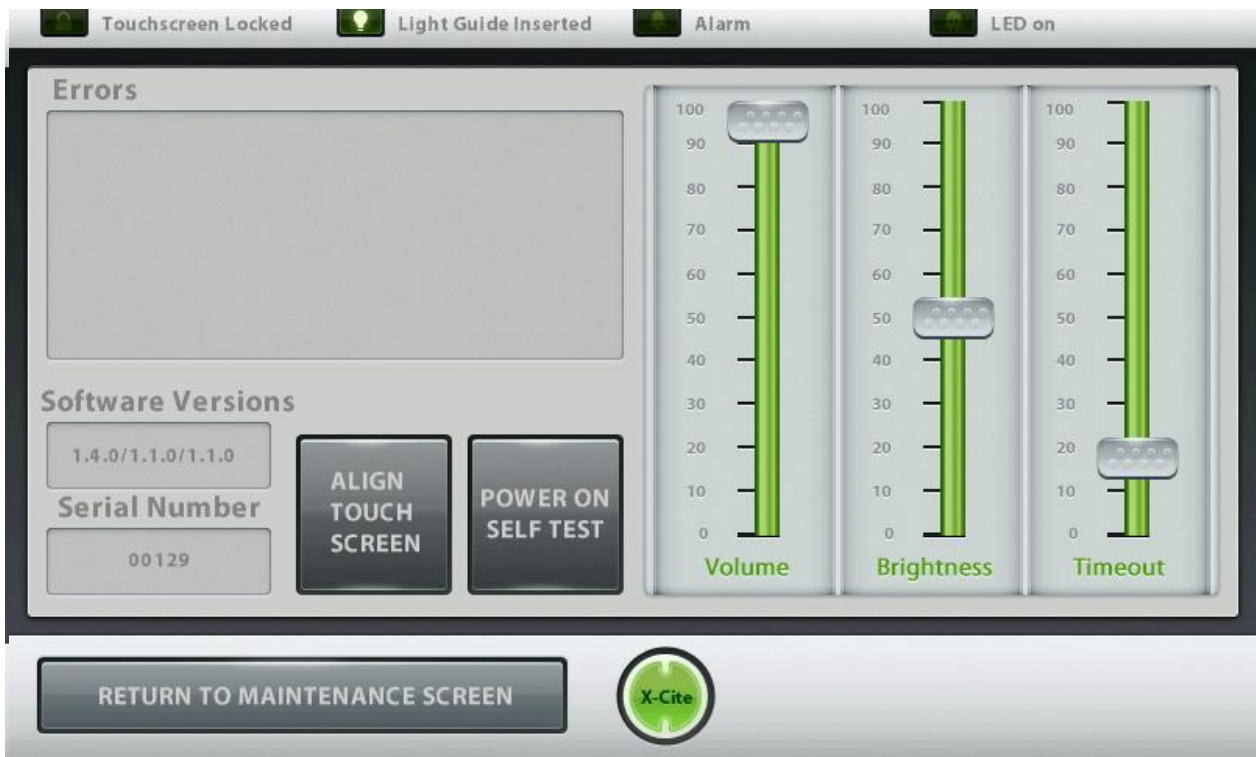 Touchscreen Locked
Light Guide Inserted
Alarm
LED on
Errors
Software Versions
1.4.0/1.1.0/1.1.0
Serial Number
00129
ALIGN
TOUCH
SCREEN
POWER ON
SELF TEST
100
90
80
70
60
50
40
30
20
10
0
Volume
100
90
80
70
60
50
40
30
20
10
0
Brightness
100
90
80
70
60
50
40
30
20
10
0
Timeout
RETURN TO MAINTENANCE SCREEN
X-Cite